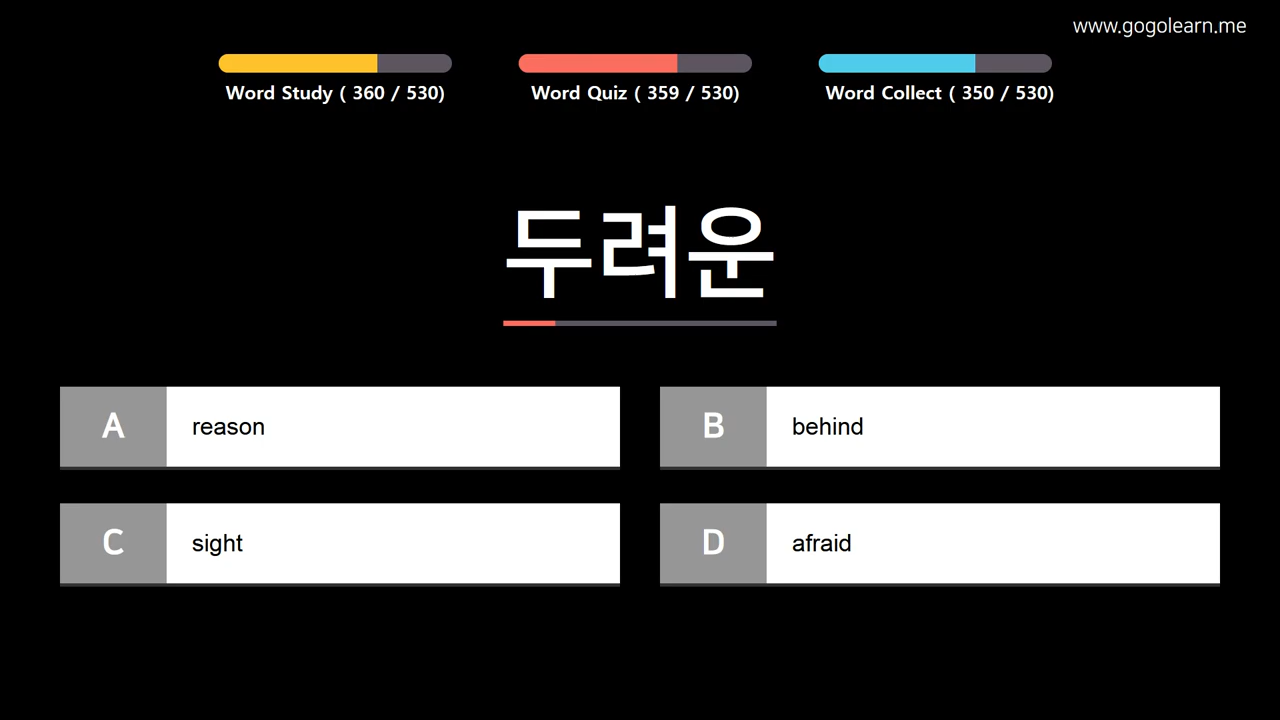 www.gogolearn.me
Word Study ( 360 / 530)
Word Quiz ( 359 / 530)
Word Collect ( 350 / 530)
두려운
A reason
B behind
C sight
D afraid